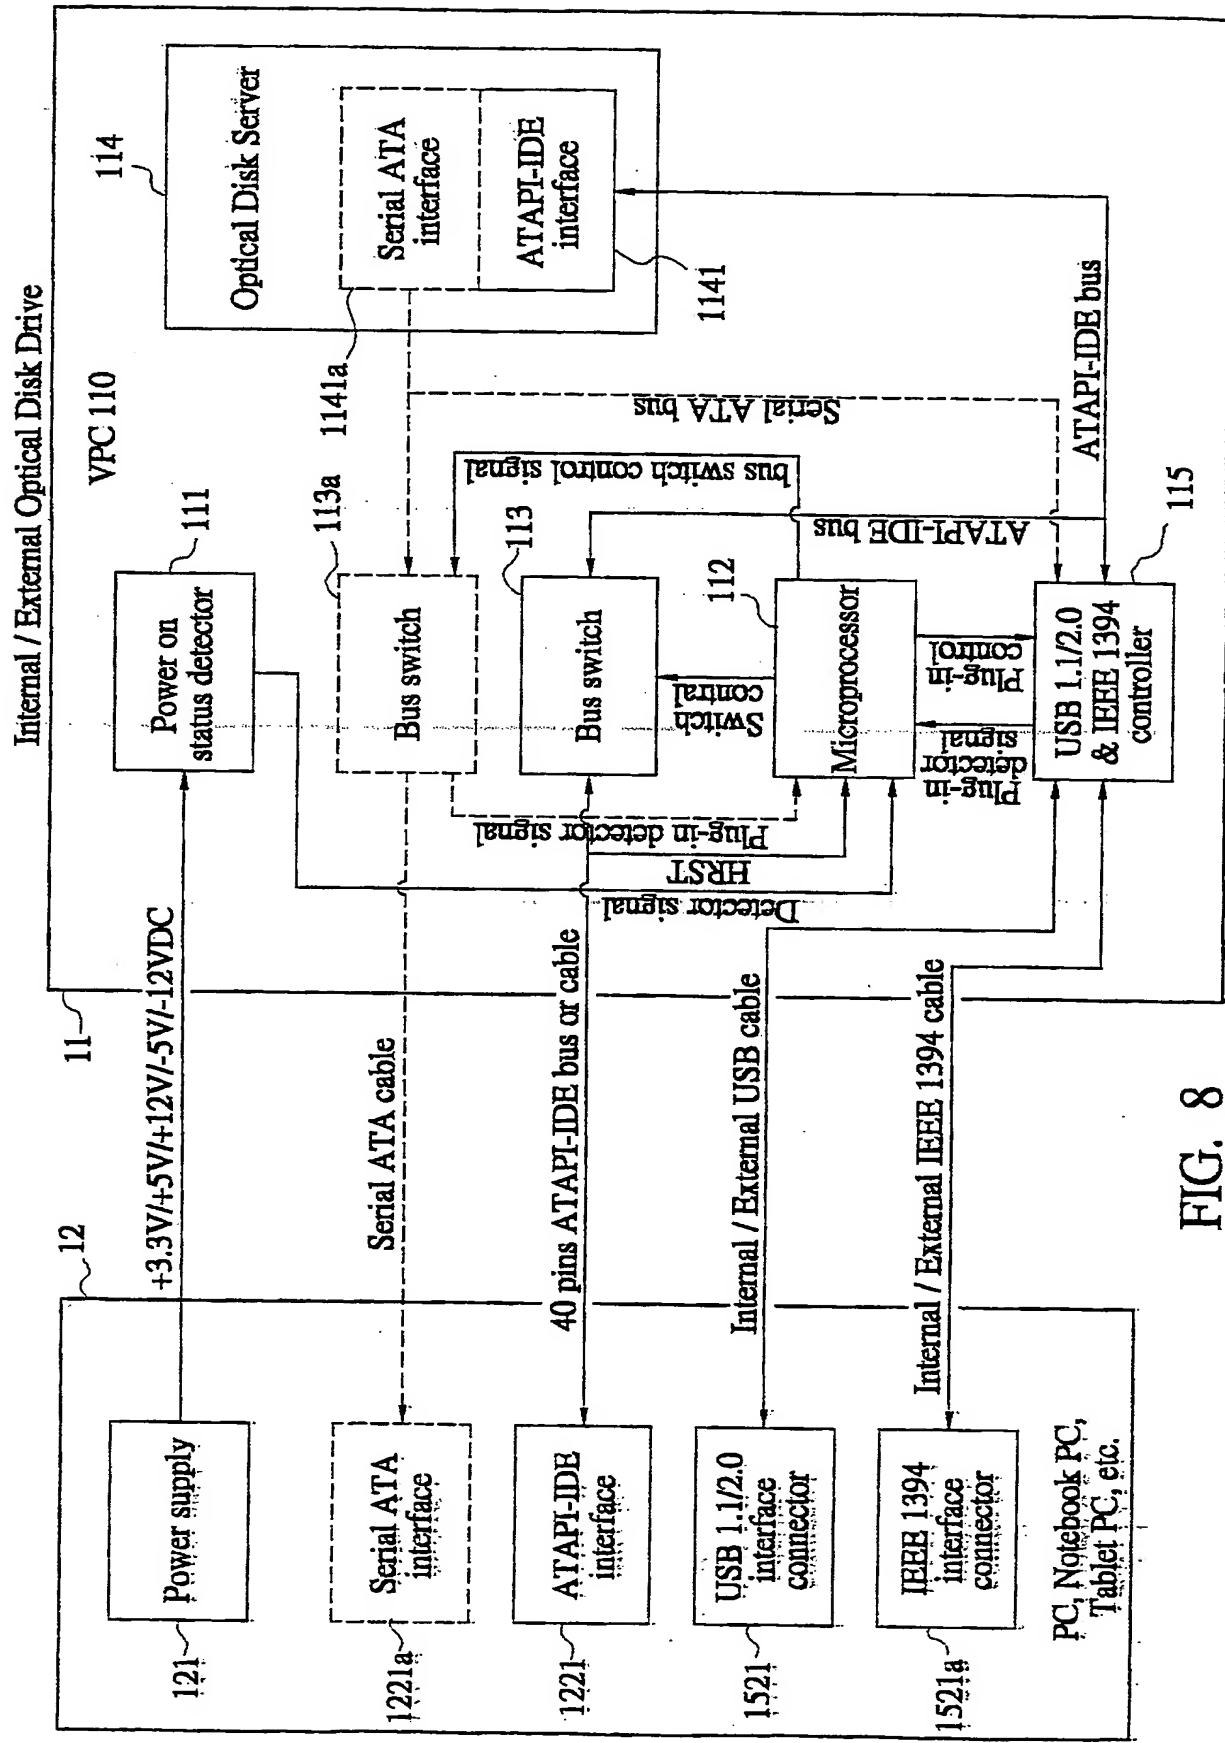 Internal / External Optical Disk Drive
12
11
VPC 110
114
111
Power supply
121
+3.3V/+5V/+12V/-5V/-12VDC
Power on
status detector
Optical Disk Server
113a
1141a
Serial ATA
interface
1221a
Serial ATA cable
Bus switch
Serial ATA
interface
Plug-in detector signal
bus switch control signal
Serial ATA bus
113
ATAPI-IDE
interface
1221
40 pins ATAPI-IDE bus or cable
Bus switch
ATAPI-IDE
interface
1141
HRST
Detector signal
Switch
contral
ATAPI-IDE bus
112
USB 1.1/2.0
interface
connector
1521
Internal / External USB cable
Microprocessor
Plug-in
detector
signal
Plug-in
control
IEEE 1394
interface
connector
1521a
Internal / External IEEE 1394 cable
USB 1.1/2.0
& IEEE 1394
controller
115
ATAPI-IDE bus
PC, Notebook PC,
Tablet PC, etc.
FIG. 8